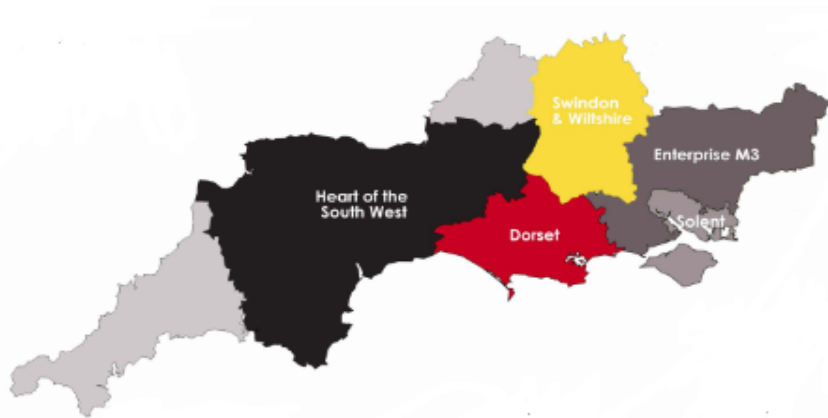 Swindon
& Wiltshire
Enterprise M3
Heart of the
South West
Solent
Dorset